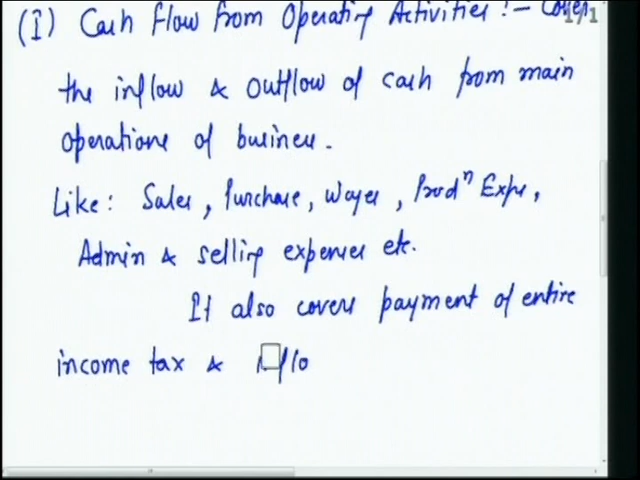 (I) Cash Flow from Operating Activities :- Cover
the inflow & outflow of cash from main
operations of business.
Like: Sales, Purchase, Wages, Prodⁿ Expe,
Admin & selling expenses etc.
It also covers payment of entire
income tax &